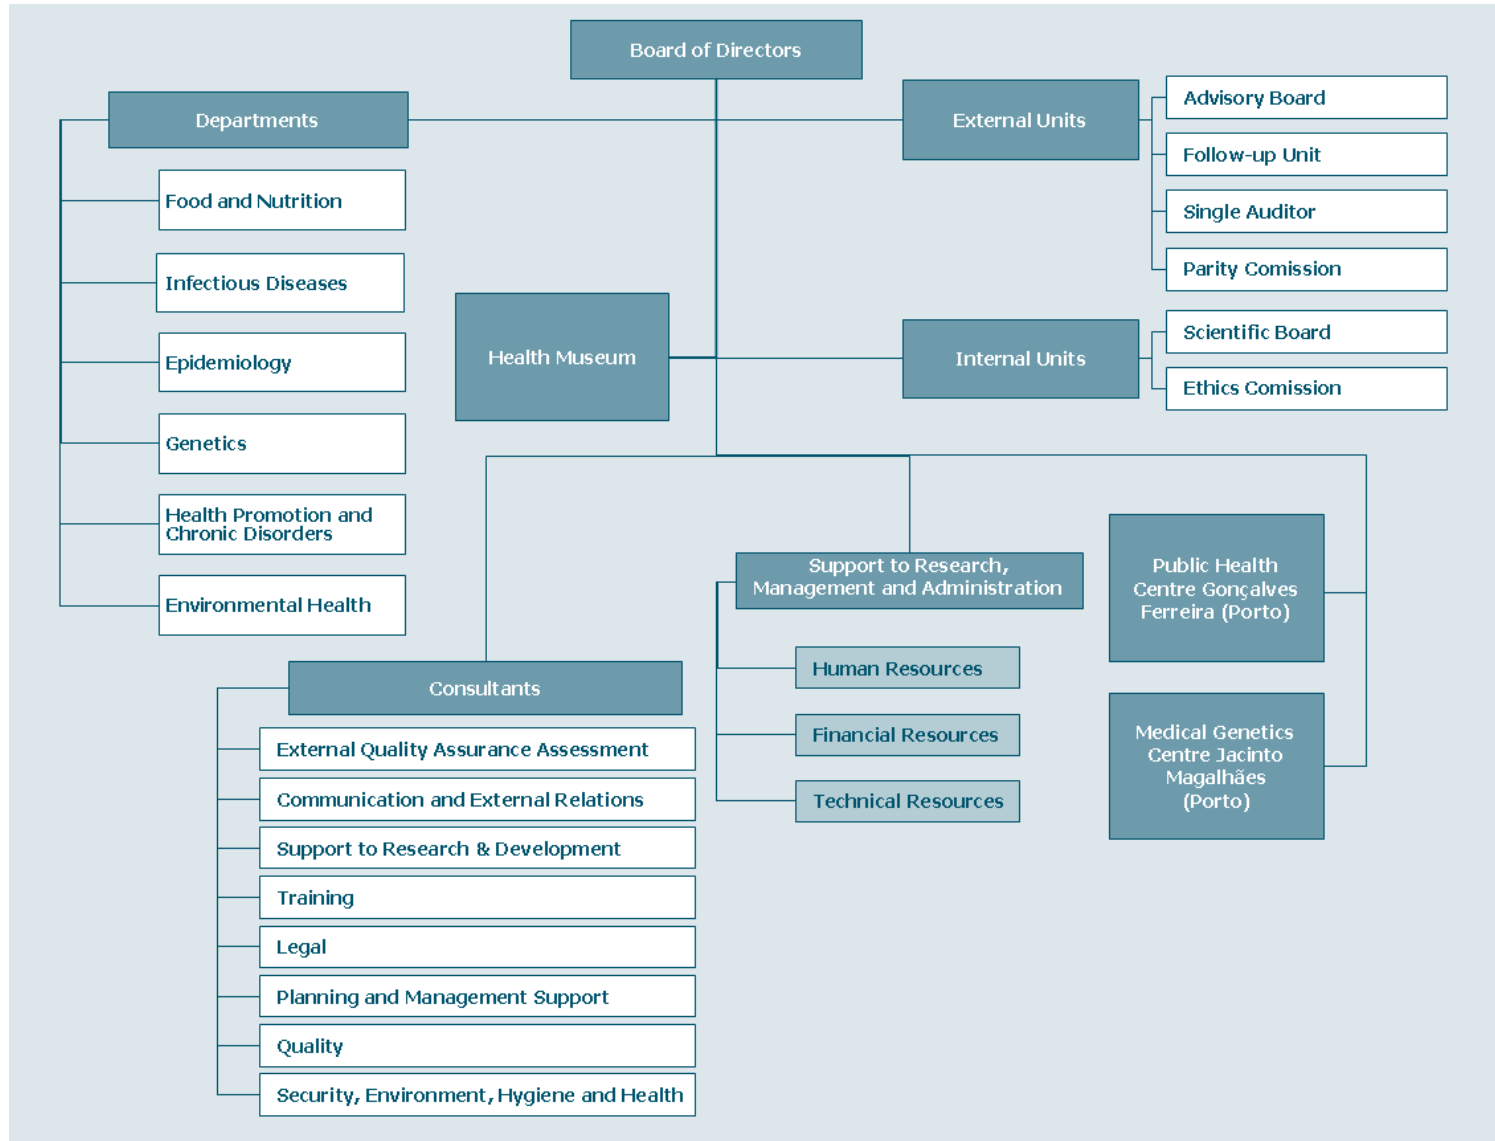 Board of Directors
Departments
Food and Nutrition
Infectious Diseases
Epidemiology
Genetics
Health Promotion and
Chronic Disorders
Environmental Health
External Units
Advisory Board
Follow-up Unit
Single Auditor
Parity Comission
Health Museum
Internal Units
Scientific Board
Ethics Comission
Consultants
External Quality Assurance Assessment
Communication and External Relations
Support to Research & Development
Training
Legal
Planning and Management Support
Quality
Security, Environment, Hygiene and Health
Support to Research,
Management and Administration
Human Resources
Financial Resources
Technical Resources
Public Health
Centre Gonçalves
Ferreira (Porto)
Medical Genetics
Centre Jacinto
Magalhães
(Porto)